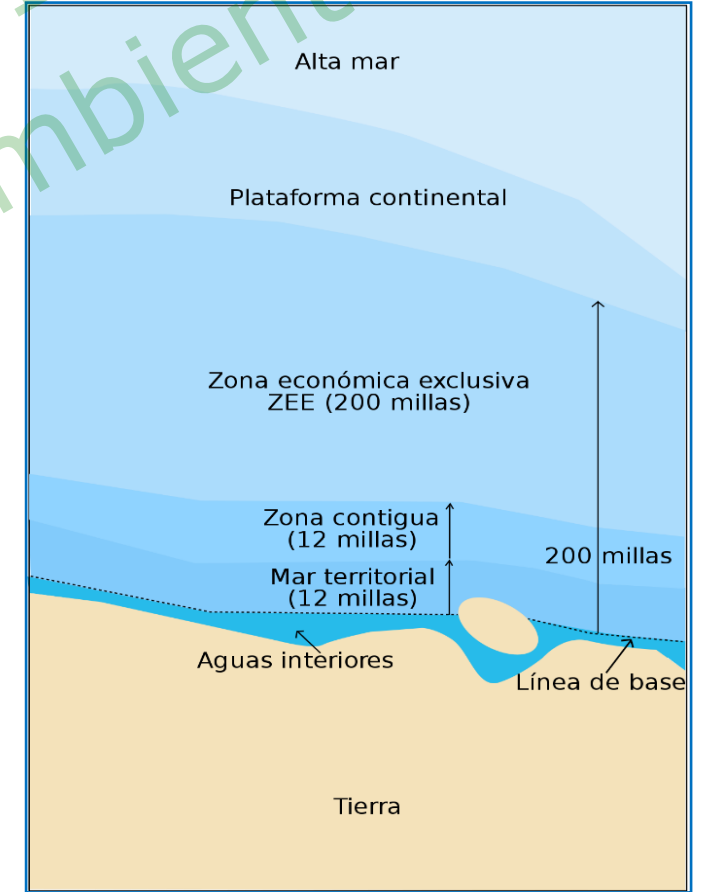 mbient
Alta mar
Plataforma continental
Zona económica exclusiva
ZEE (200 millas)
Zona contigua
(12 millas)
200 millas
Mar territorial
(12 millas)
Aguas interiores
Línea de base
Tierra